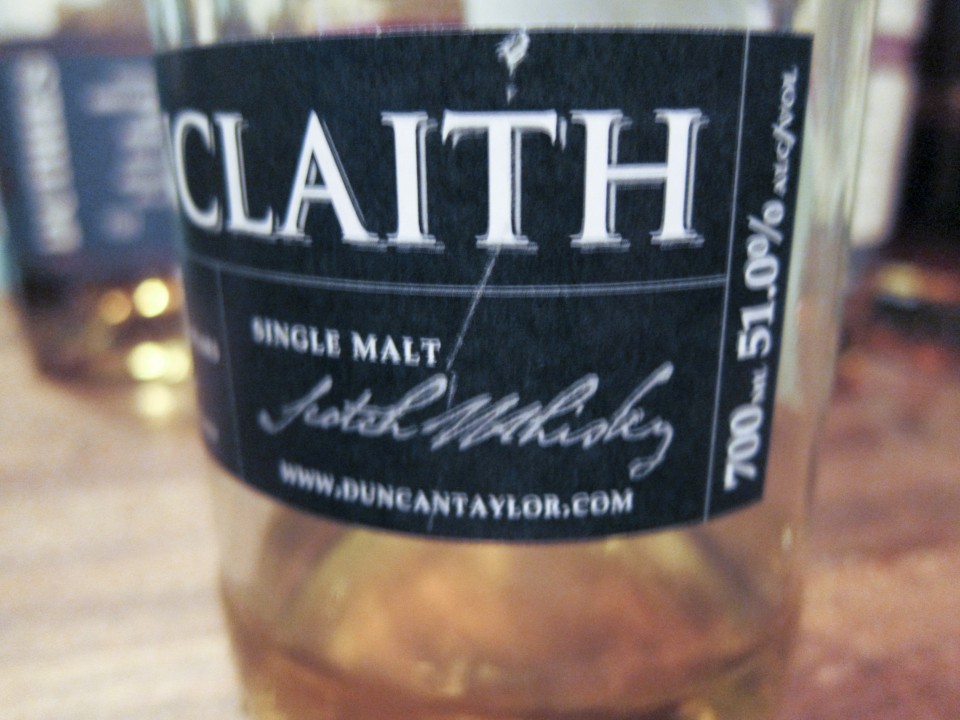 CLAITH
SINGLE MALT
Scotch Whisky
WWW.DUNCANTAYLOR.COM
700ml 51.0% ALC/VOL